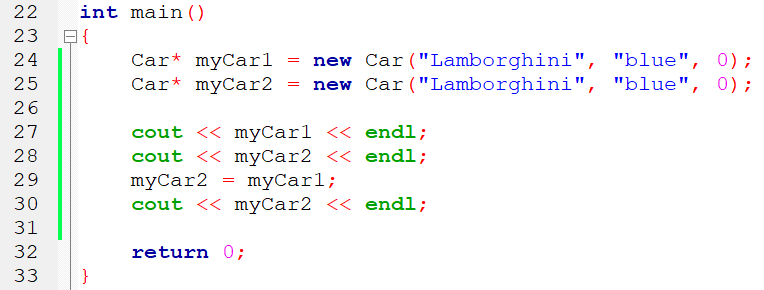 22 int main()
23 {
24 Car* myCar1 = new Car("Lamborghini", "blue", 0);
25 Car* myCar2 = new Car("Lamborghini", "blue", 0);
26
27 cout << myCar1 << endl;
28 cout << myCar2 << endl;
29 myCar2 = myCar1;
30 cout << myCar2 << endl;
31
32 return 0;
33 }